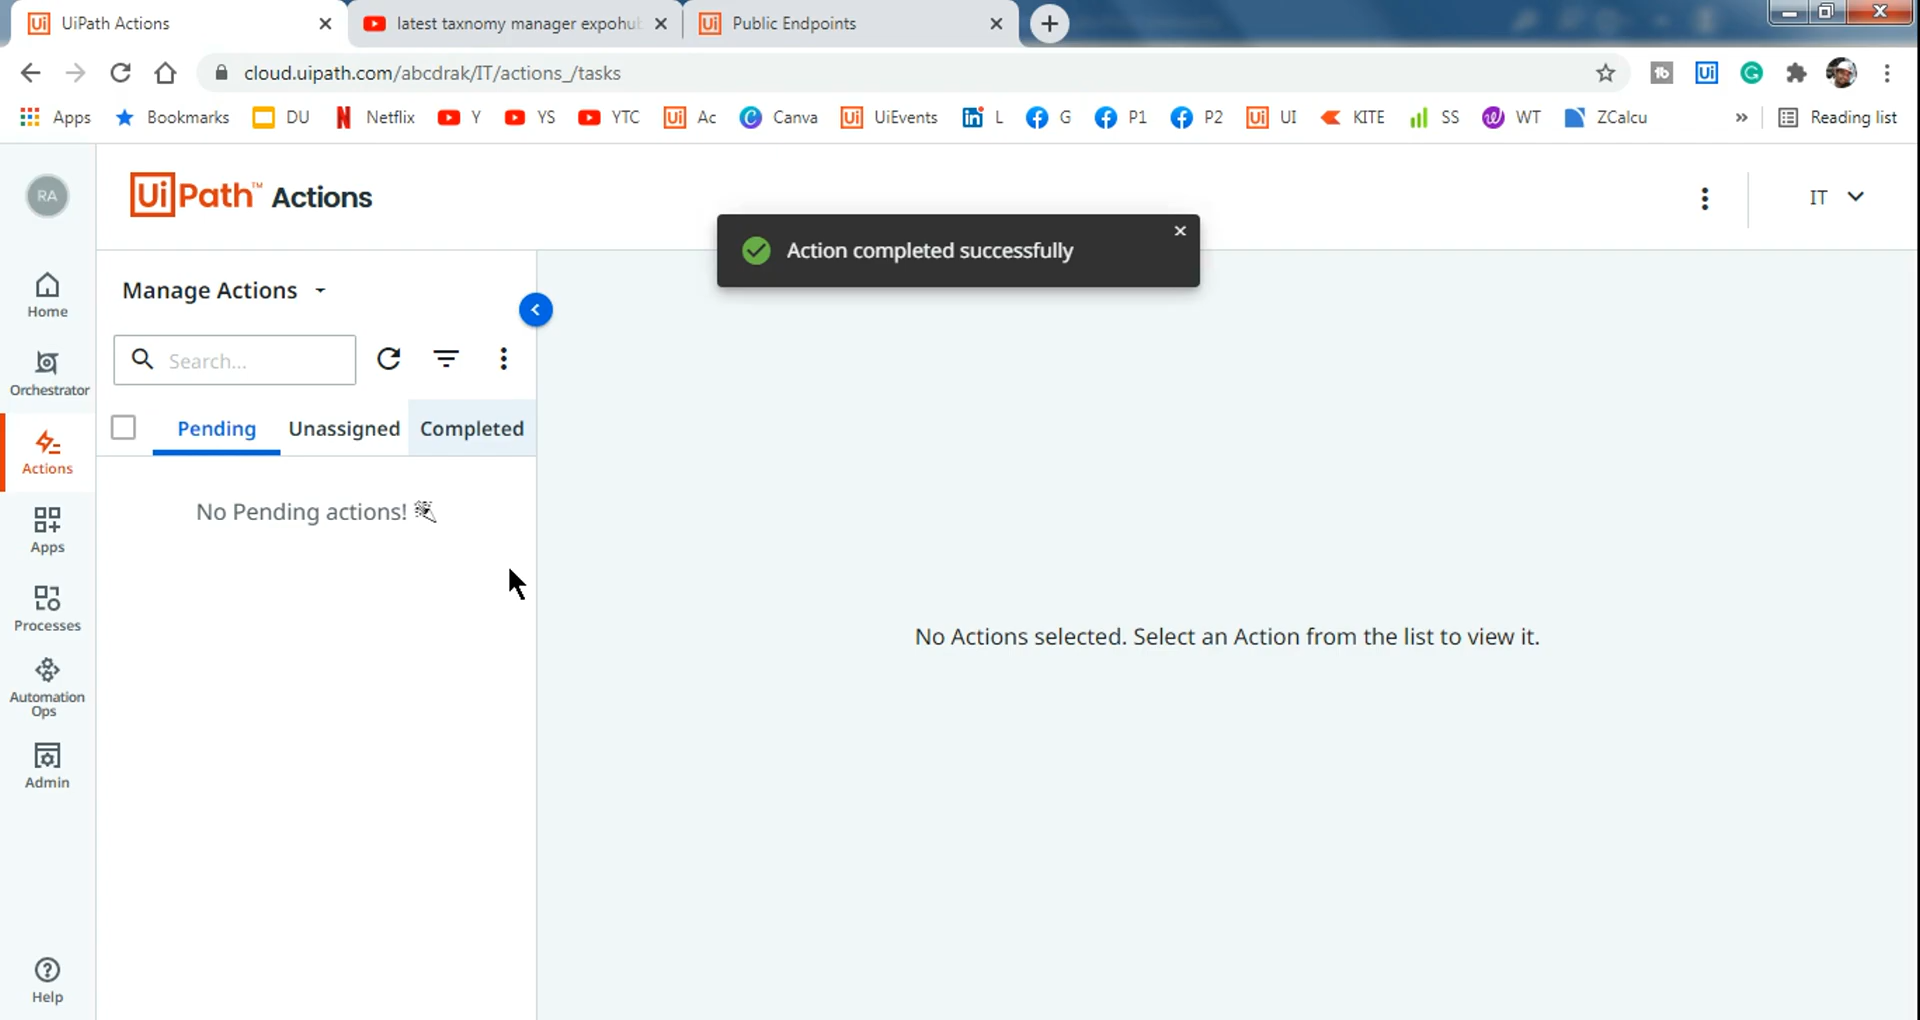 UiPath Actions
latest taxnomy manager expohub
Public Endpoints
cloud.uipath.com/abcdrak/IT/actions_/tasks
Apps Bookmarks DU Netflix Y YS YTC Ac Canva UiEvents L G P1 P2 UI KITE SS WT ZCalcu » Reading list
RA
UiPath™ Actions
IT
Action completed successfully
Manage Actions
Search...
Pending Unassigned Completed
No Pending actions!
No Actions selected. Select an Action from the list to view it.
Home
Orchestrator
Actions
Apps
Processes
Automation
Ops
Admin
Help